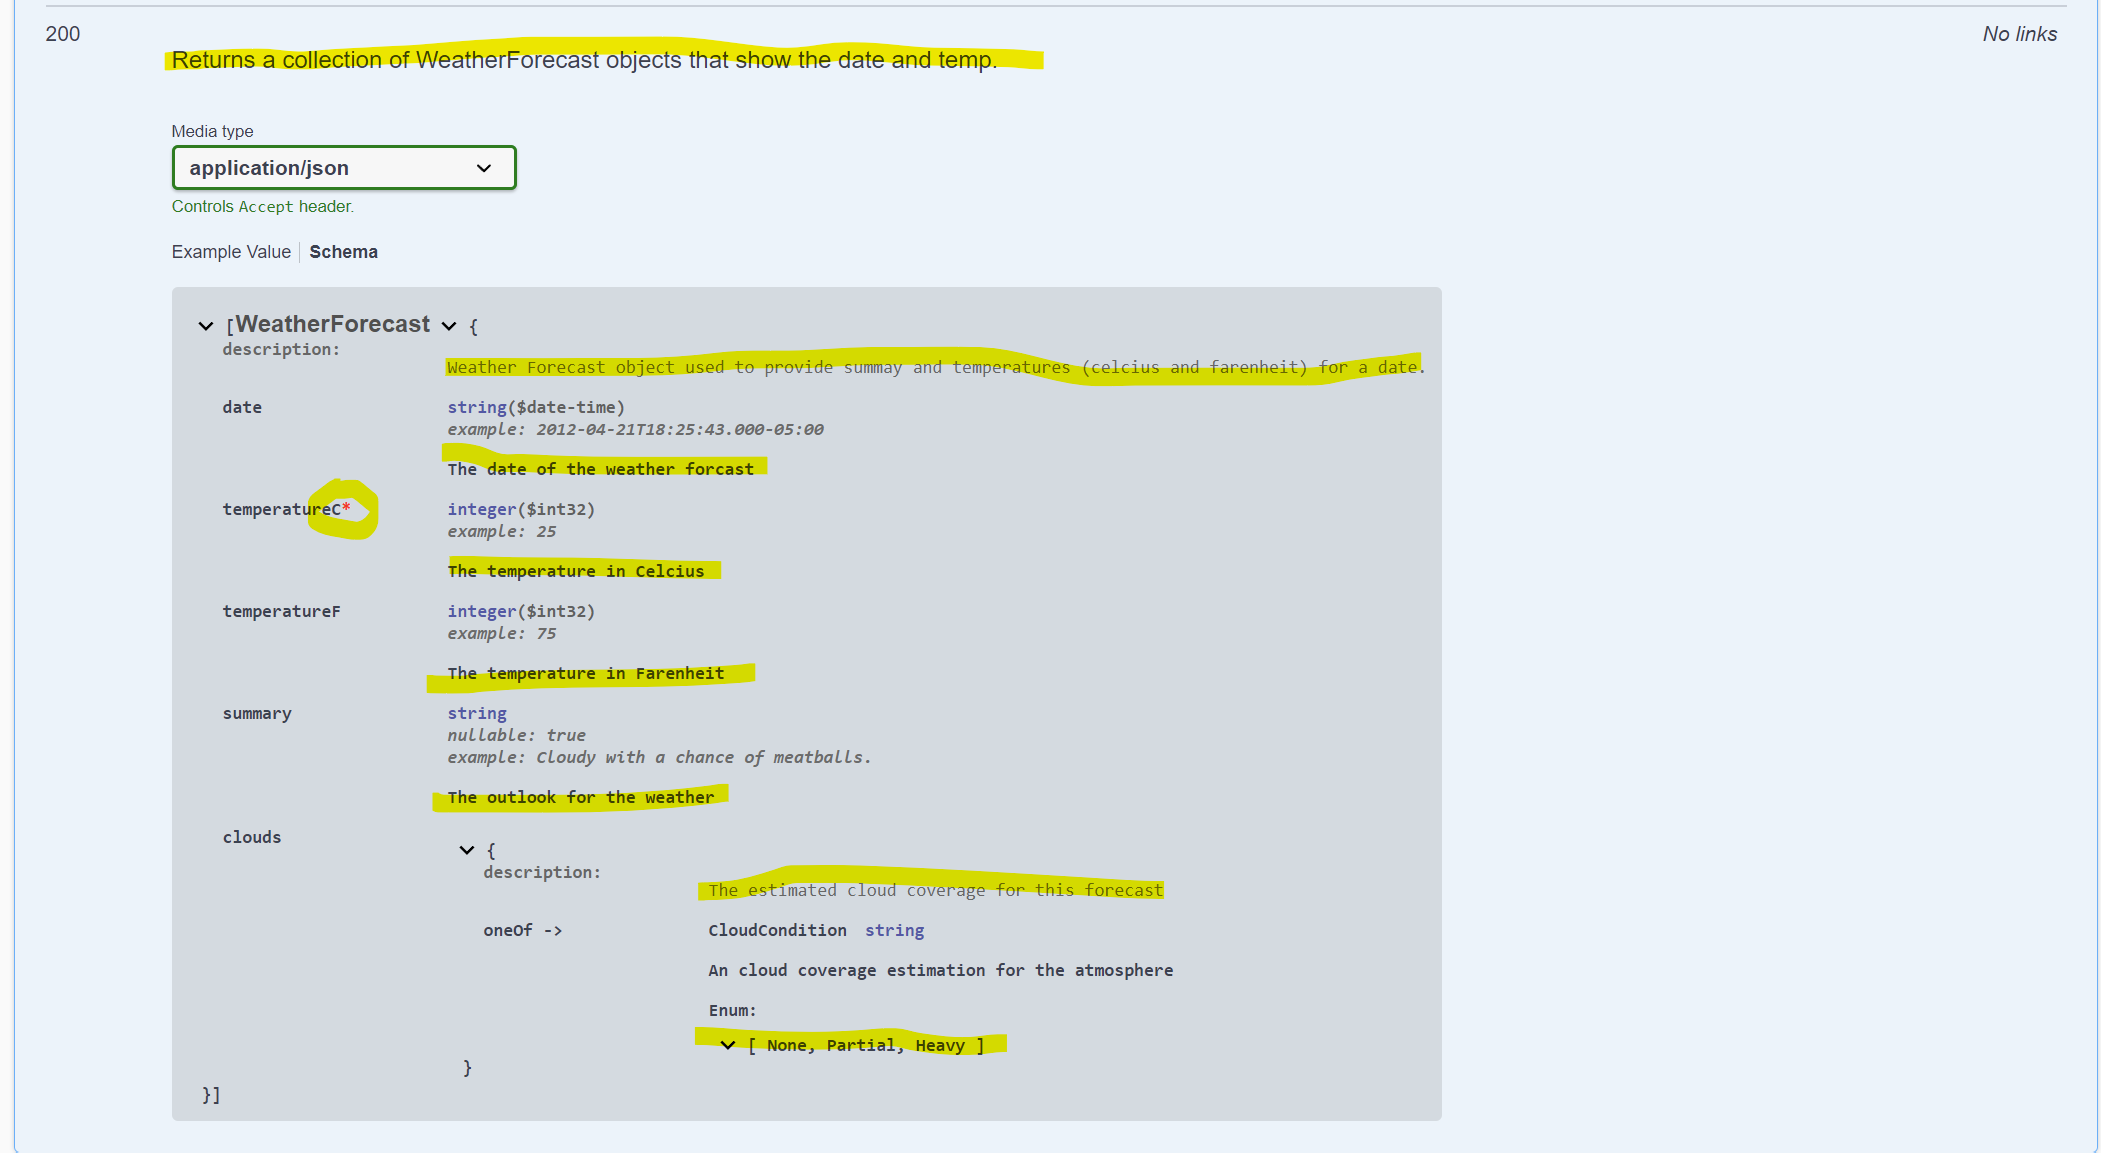 200
No links
Returns a collection of WeatherForecast objects that show the date and temp.
Media type
application/json
Controls Accept header.
Example Value Schema
[WeatherForecast {
description:
Weather Forecast object used to provide summay and temperatures (celcius and farenheit) for a date.
date string($date-time)
example: 2012-04-21T18:25:43.000-05:00
The date of the weather forcast
temperatureC* integer($int32)
example: 25
The temperature in Celcius
temperatureF integer($int32)
example: 75
The temperature in Farenheit
summary string
nullable: true
example: Cloudy with a chance of meatballs.
The outlook for the weather
clouds
{
description:
The estimated cloud coverage for this forecast
oneOf -> CloudCondition string
An cloud coverage estimation for the atmosphere
Enum:
[ None, Partial, Heavy ]
}
}]